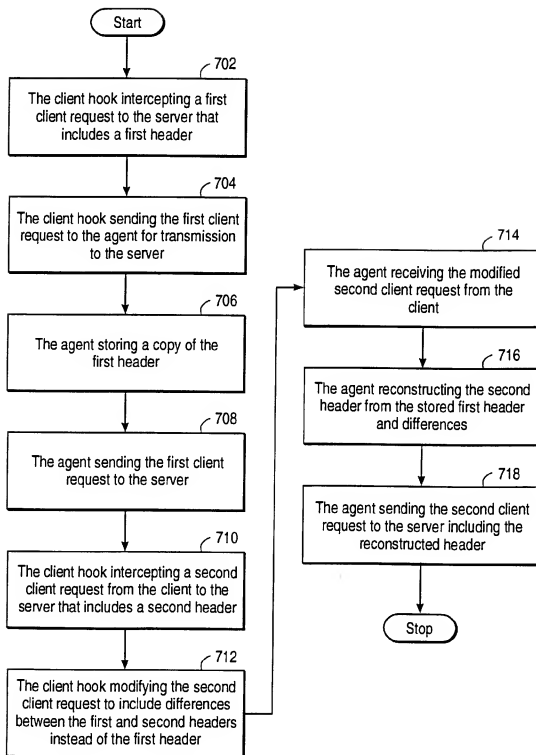 Start
702
The client hook intercepting a first
client request to the server that
includes a first header
704
The client hook sending the first client
request to the agent for transmission
to the server
706
The agent storing a copy of the
first header
708
The agent sending the first client
request to the server
710
The client hook intercepting a second
client request from the client to the
server that includes a second header
712
The client hook modifying the second
client request to include differences
between the first and second headers
instead of the first header
714
The agent receiving the modified
second client request from the
client
716
The agent reconstructing the second
header from the stored first header
and differences
718
The agent sending the second client
request to the server including the
reconstructed header
Stop